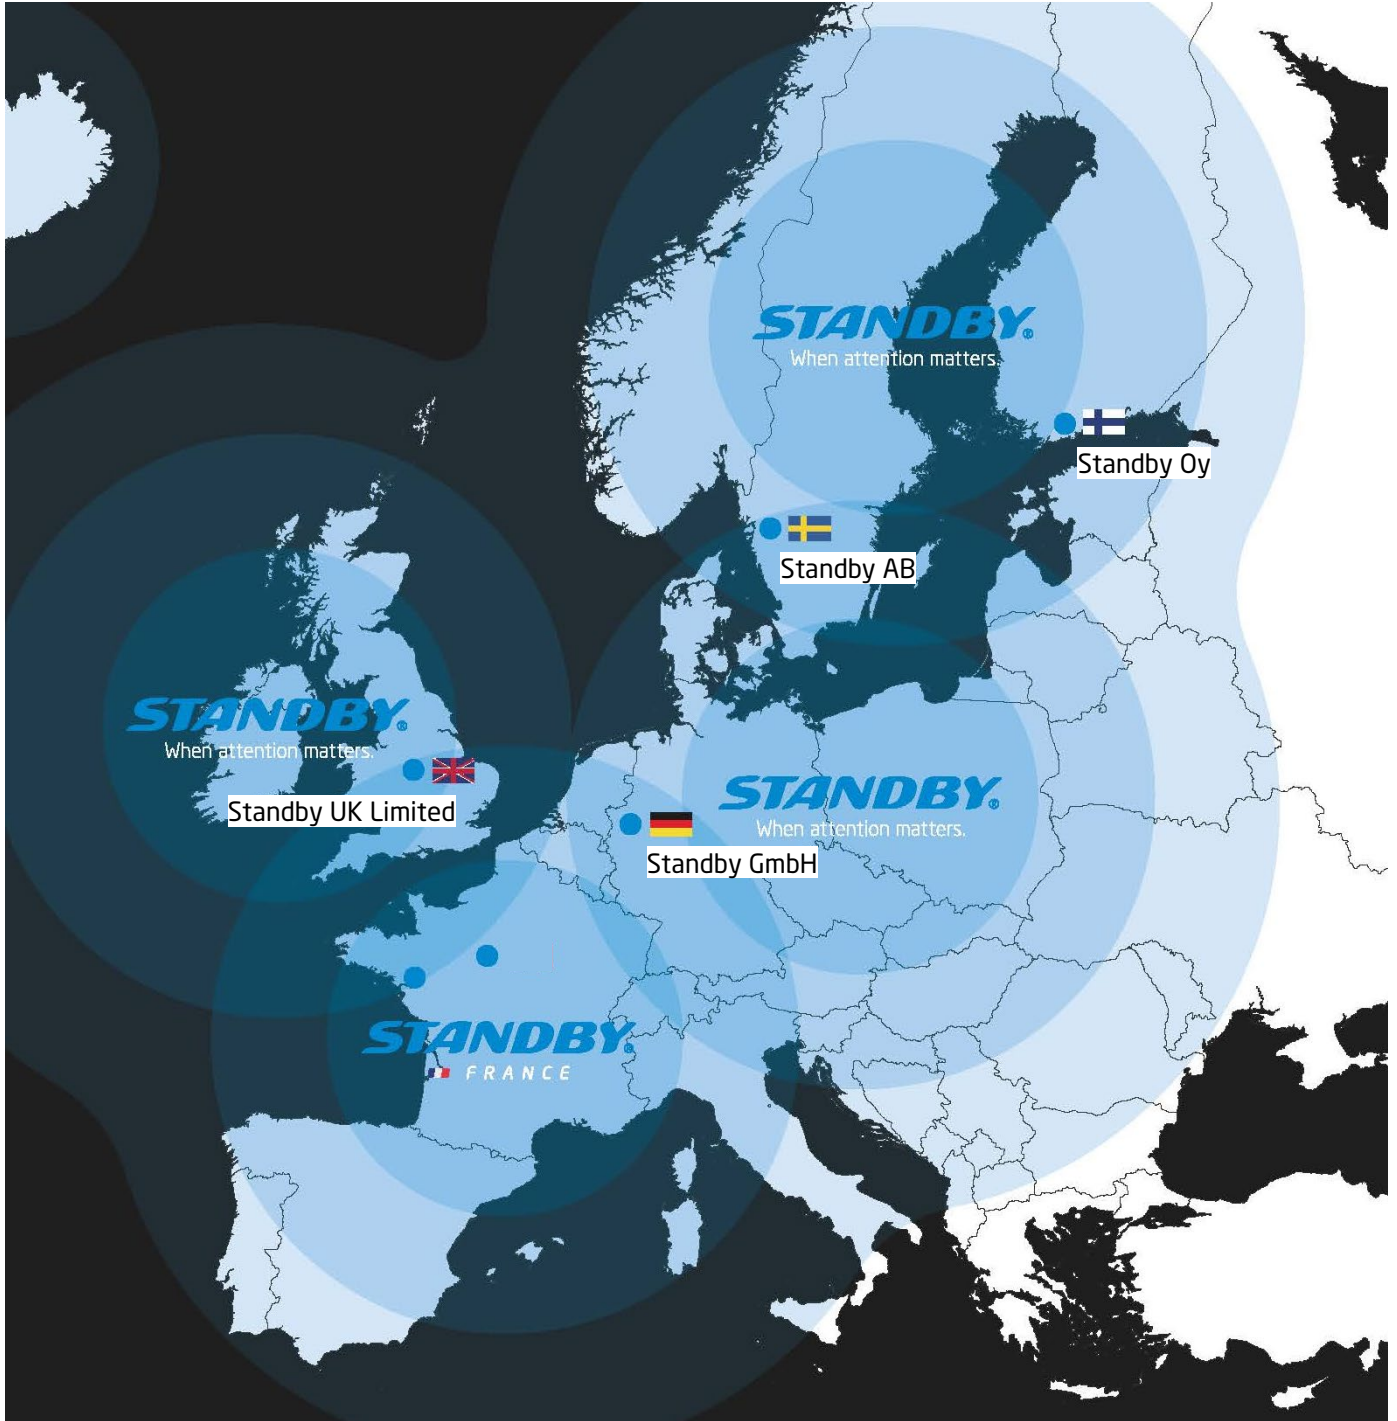 STANDBY®
When attention matters.
Standby Oy
Standby AB
STANDBY®
When attention matters.
Standby UK Limited
STANDBY®
When attention matters.
Standby GmbH
STANDBY®
FRANCE